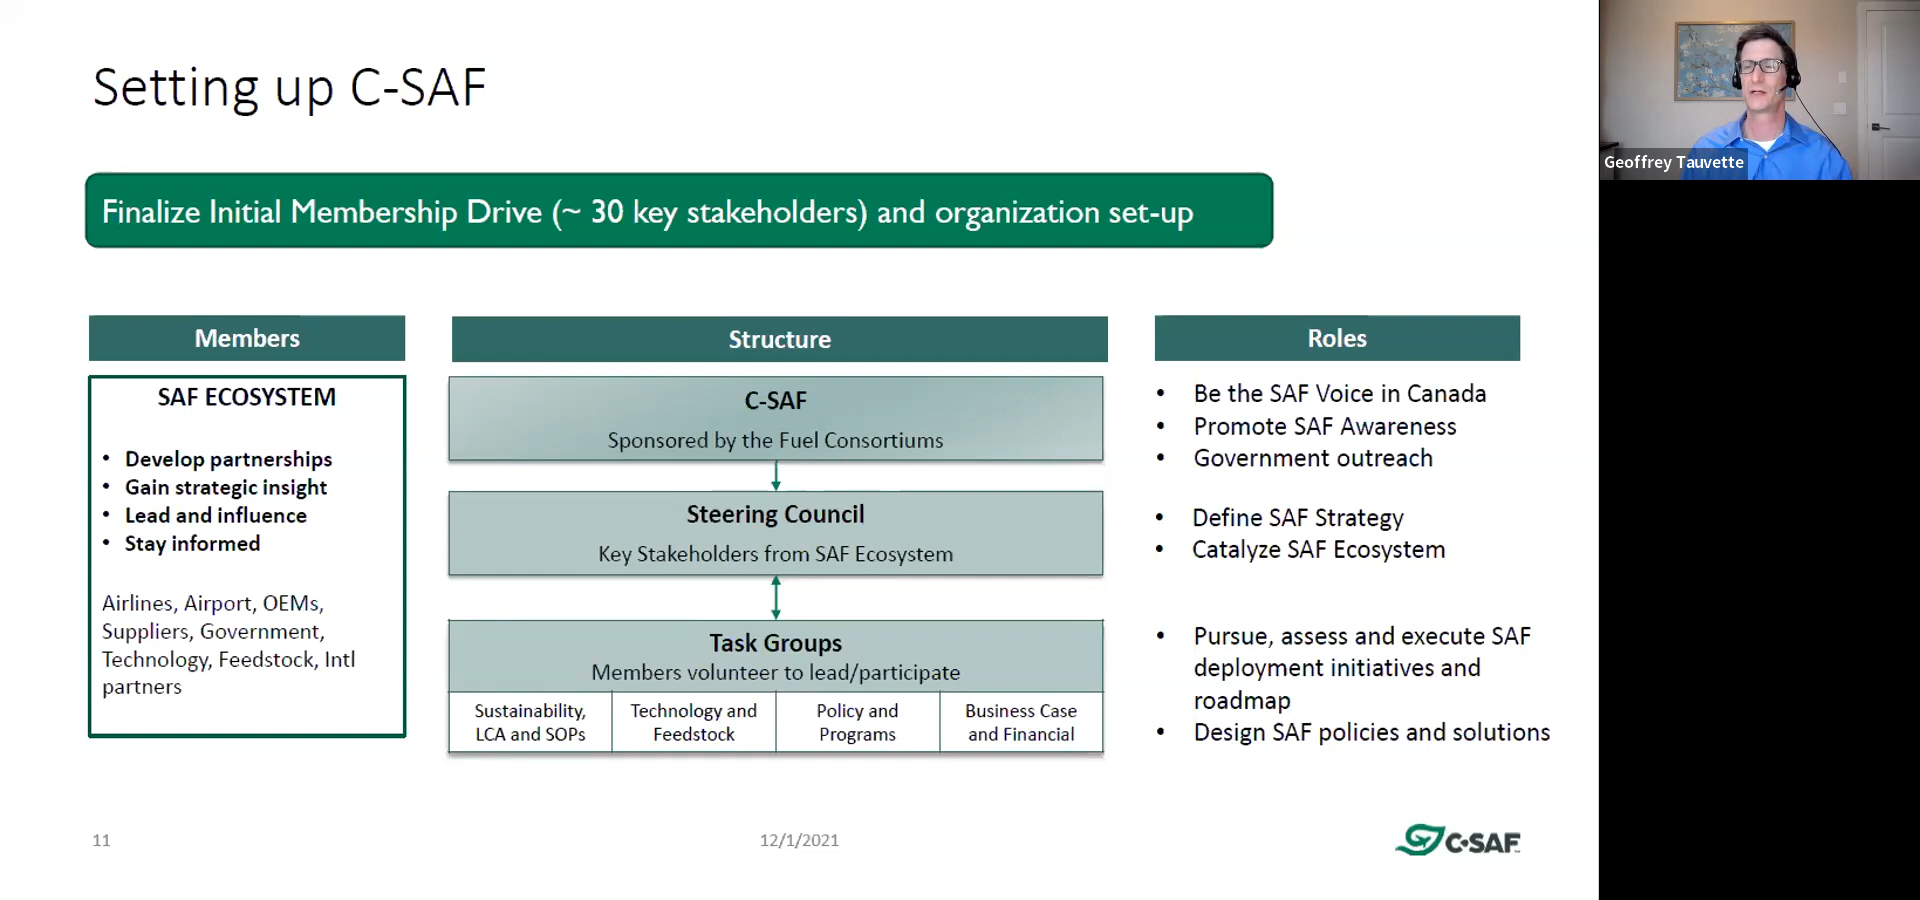 Setting up C-SAF
Finalize Initial Membership Drive (~ 30 key stakeholders) and organization set-up
Members
SAF ECOSYSTEM
• Develop partnerships
• Gain strategic insight
• Lead and influence
• Stay informed
Airlines, Airport, OEMs,
Suppliers, Government,
Technology, Feedstock, Intl
partners
Structure
C-SAF
Sponsored by the Fuel Consortiums
Steering Council
Key Stakeholders from SAF Ecosystem
Task Groups
Members volunteer to lead/participate
Sustainability,
LCA and SOPs
Technology and
Feedstock
Policy and
Programs
Business Case
and Financial
Roles
• Be the SAF Voice in Canada
• Promote SAF Awareness
• Government outreach
• Define SAF Strategy
• Catalyze SAF Ecosystem
• Pursue, assess and execute SAF
deployment initiatives and
roadmap
• Design SAF policies and solutions
11
12/1/2021
C-SAF
Geoffrey Tauvette